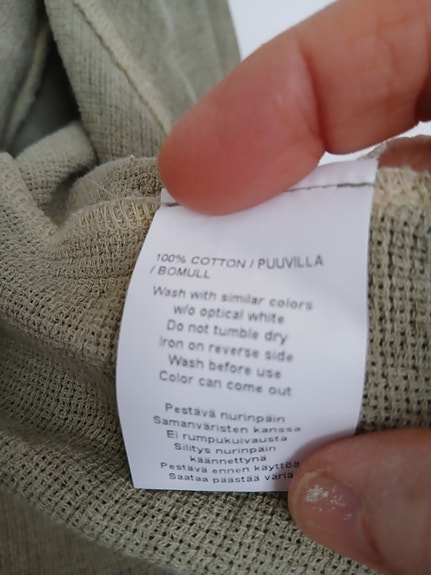 100% COTTON / PUUVILLA
/ BOMULL
Wash with similar colors
w/o optical white
Do not tumble dry
Iron on reverse side
Wash before use
Color can come out
Pestävä nurinpäin
Samanväristen kanssa
Ei rumpukuivausta
Silitys nurinpäin
käännettynä
Pestävä ennen käyttöä
Saataa päästää väriä